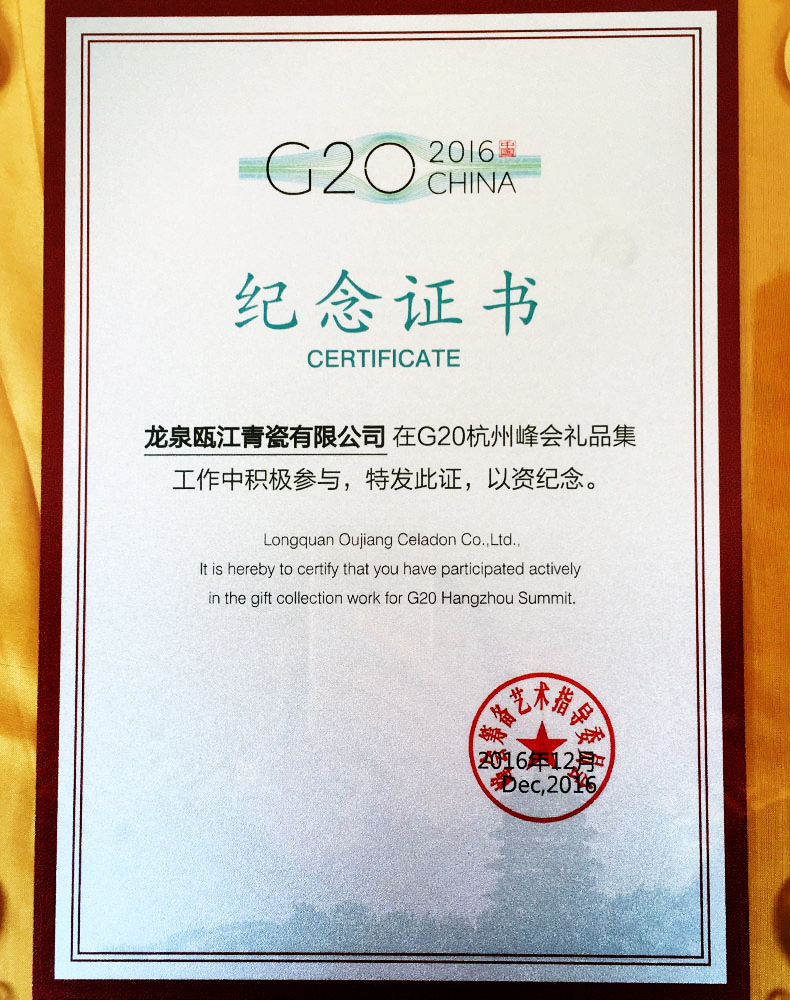 G20 2016
CHINA
纪念证书
CERTIFICATE
龙泉瓯江青瓷有限公司 在G20杭州峰会礼品集
工作中积极参与，特发此证，以资纪念。
Longquan Oujiang Celadon Co.,Ltd.,
It is hereby to certify that you have participated actively
in the gift collection work for G20 Hangzhou Summit.
筹备艺术指导委员会
2016年12月
Dec,2016